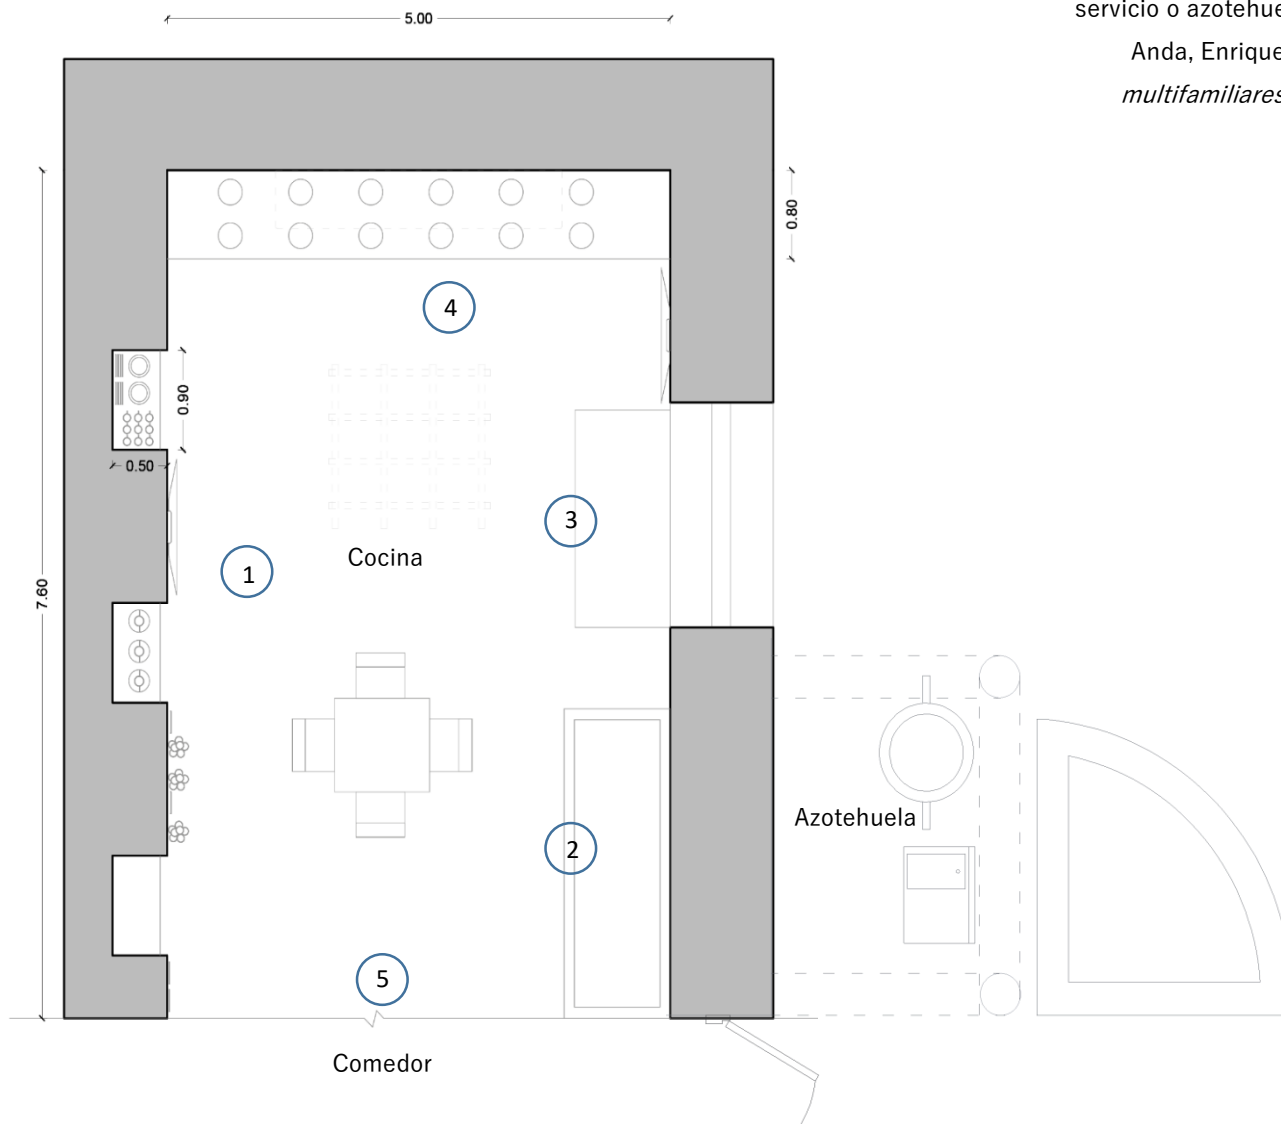 5.00
servicio o azotehue
Anda, Enrique
multifamiliares
0.80
4
0.90
0.50
3
Cocina
1
7.60
Azotehuela
2
5
Comedor